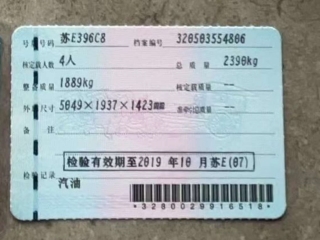 号牌号码 苏E396C8 档案编号 320503554806
核定载人数 4人 总质量 2390kg
整备质量 1889kg 核定载质量 --
外廓尺寸 5049×1937×1423mm 准牵引总质量 --
备注
检验有效期至2019年10月苏E(07)
检验记录
汽油
*3280029916518*